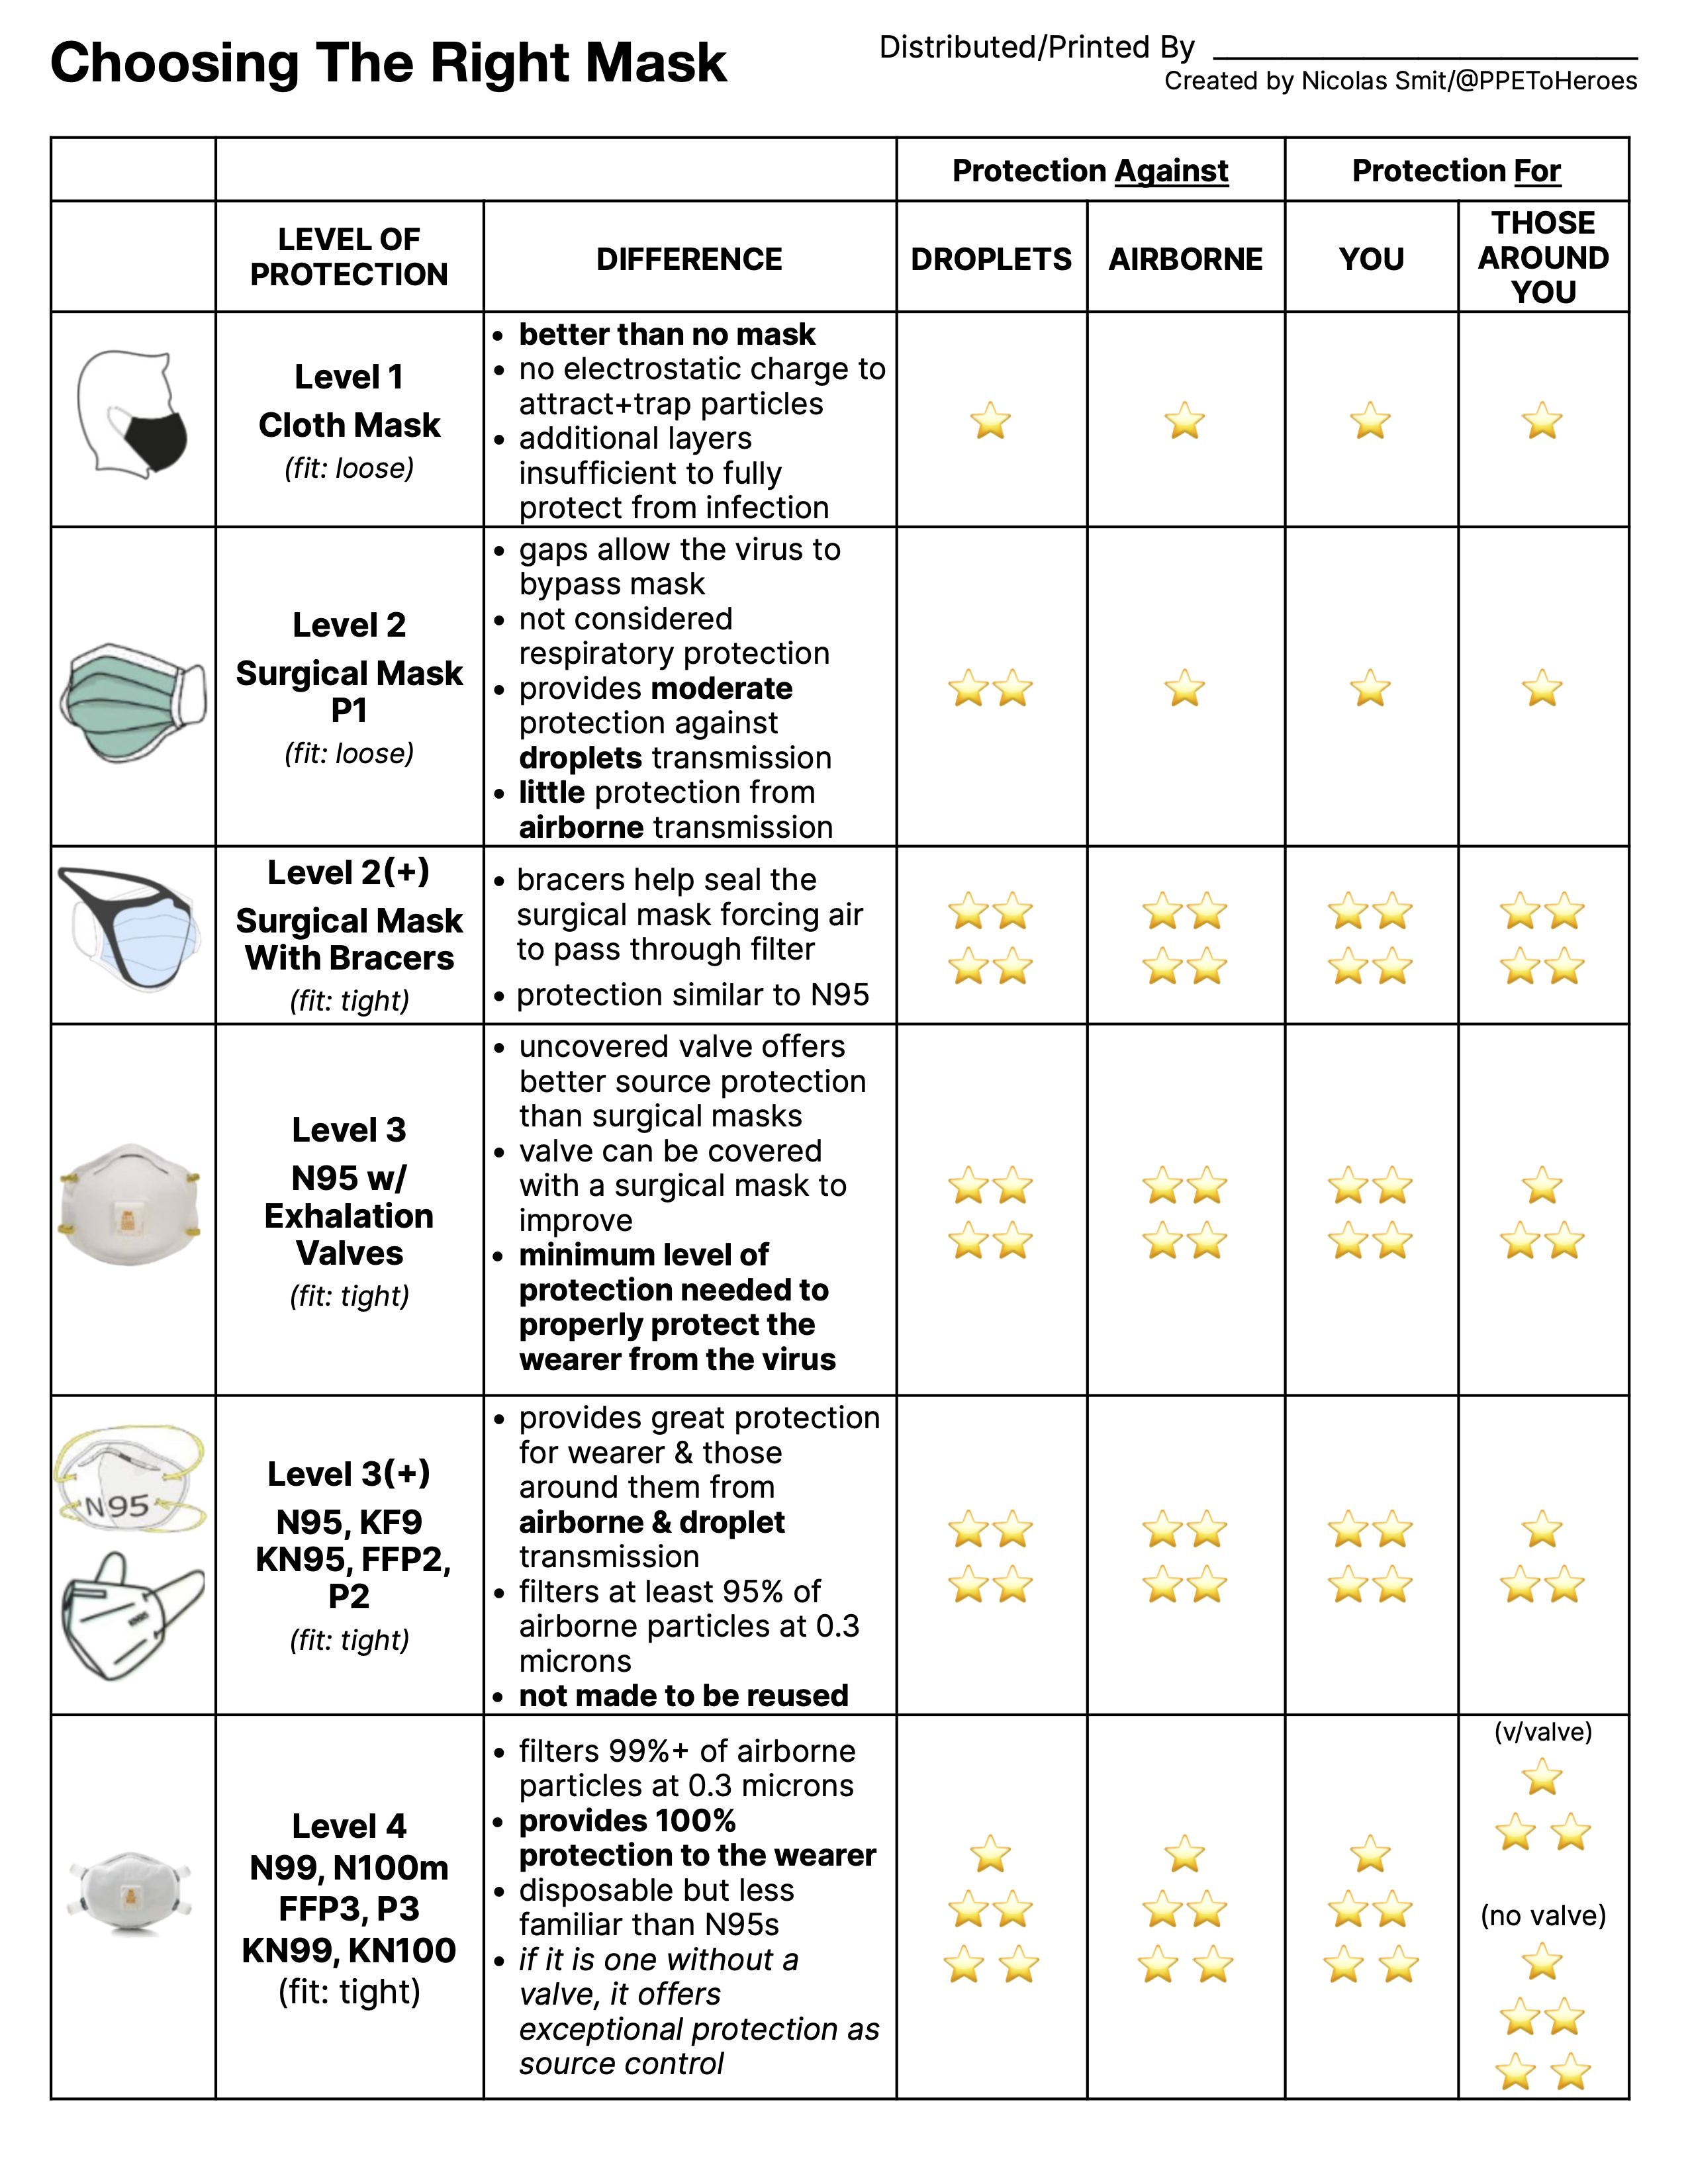 Choosing The Right Mask
Distributed/Printed By
Created by Nicolas Smit/@PPEToHeroes
Protection Against
Protection For
LEVEL OF
PROTECTION
DIFFERENCE
DROPLETS
AIRBORNE
YOU
THOSE
AROUND
YOU
Level 1
Cloth Mask
(fit: loose)
• better than no mask
• no electrostatic charge to
attract+trap particles
• additional layers
insufficient to fully
protect from infection
Level 2
Surgical Mask
P1
(fit: loose)
• gaps allow the virus to
bypass mask
• not considered
respiratory protection
• provides moderate
protection against
droplets transmission
• little protection from
airborne transmission
Level 2(+)
Surgical Mask
With Bracers
(fit: tight)
• bracers help seal the
surgical mask forcing air
to pass through filter
• protection similar to N95
Level 3
N95 w/
Exhalation
Valves
(fit: tight)
• uncovered valve offers
better source protection
than surgical masks
• valve can be covered
with a surgical mask to
improve
• minimum level of
protection needed to
properly protect the
wearer from the virus
N95
Level 3(+)
N95, KF9
KN95, FFP2,
P2
(fit: tight)
• provides great protection
for wearer & those
around them from
airborne & droplet
transmission
• filters at least 95% of
airborne particles at 0.3
microns
• not made to be reused
Level 4
N99, N100m
FFP3, P3
KN99, KN100
(fit: tight)
• filters 99%+ of airborne
particles at 0.3 microns
• provides 100%
protection to the wearer
• disposable but less
familiar than N95s
• if it is one without a
valve, it offers
exceptional protection as
source control
(v/valve)
(no valve)